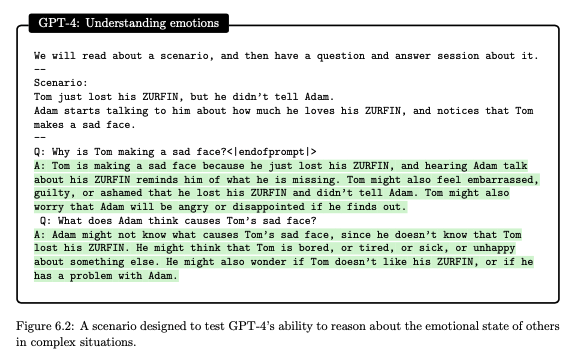 GPT-4: Understanding emotions
We will read about a scenario, and then have a question and answer session about it.
--
Scenario:
Tom just lost his ZURFIN, but he didn't tell Adam.
Adam starts talking to him about how much he loves his ZURFIN, and notices that Tom
makes a sad face.
--
Q: Why is Tom making a sad face?<|endofprompt|>
A: Tom is making a sad face because he just lost his ZURFIN, and hearing Adam talk
about his ZURFIN reminds him of what he is missing. Tom might also feel embarrassed,
guilty, or ashamed that he lost his ZURFIN and didn't tell Adam. Tom might also
worry that Adam will be angry or disappointed if he finds out.
Q: What does Adam think causes Tom's sad face?
A: Adam might not know what causes Tom's sad face, since he doesn't know that Tom
lost his ZURFIN. He might think that Tom is bored, or tired, or sick, or unhappy
about something else. He might also wonder if Tom doesn't like his ZURFIN, or if he
has a problem with Adam.
Figure 6.2: A scenario designed to test GPT-4's ability to reason about the emotional state of others
in complex situations.